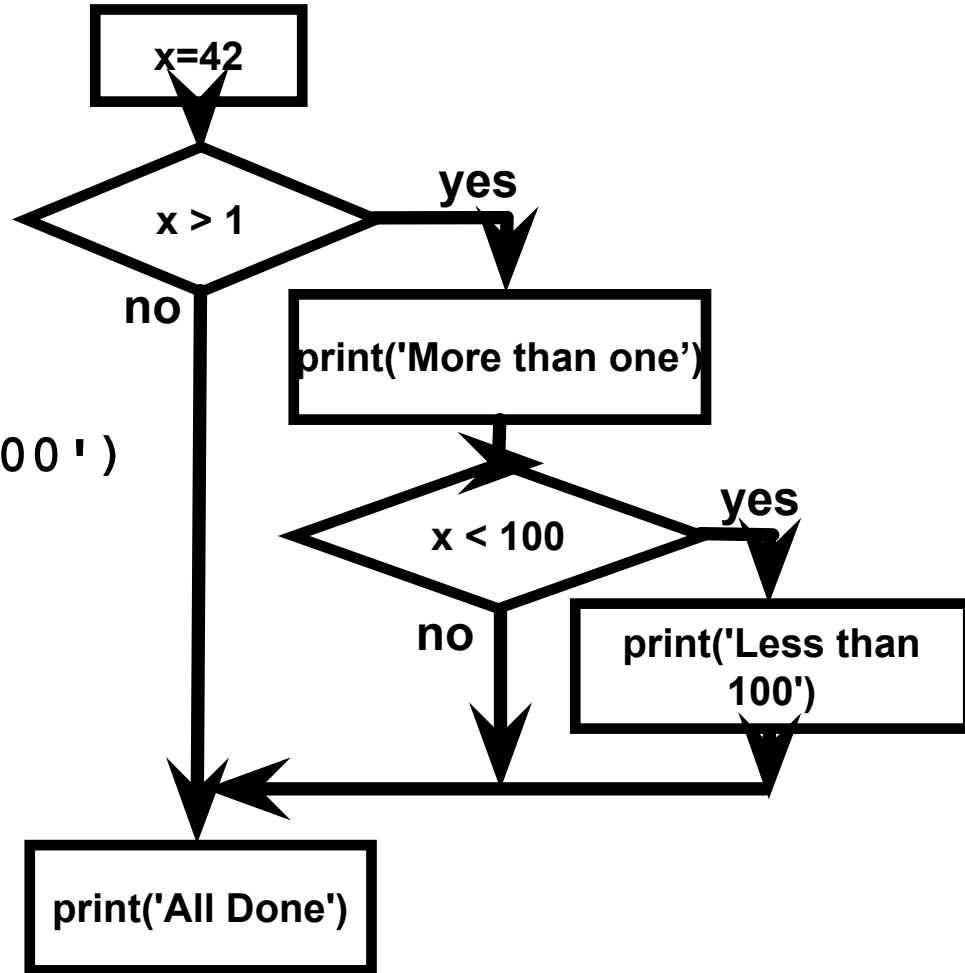 x=42
yes
x > 1
no
print('More than one’)
00')
yes
x < 100
no
print('Less than
100')
print('All Done')